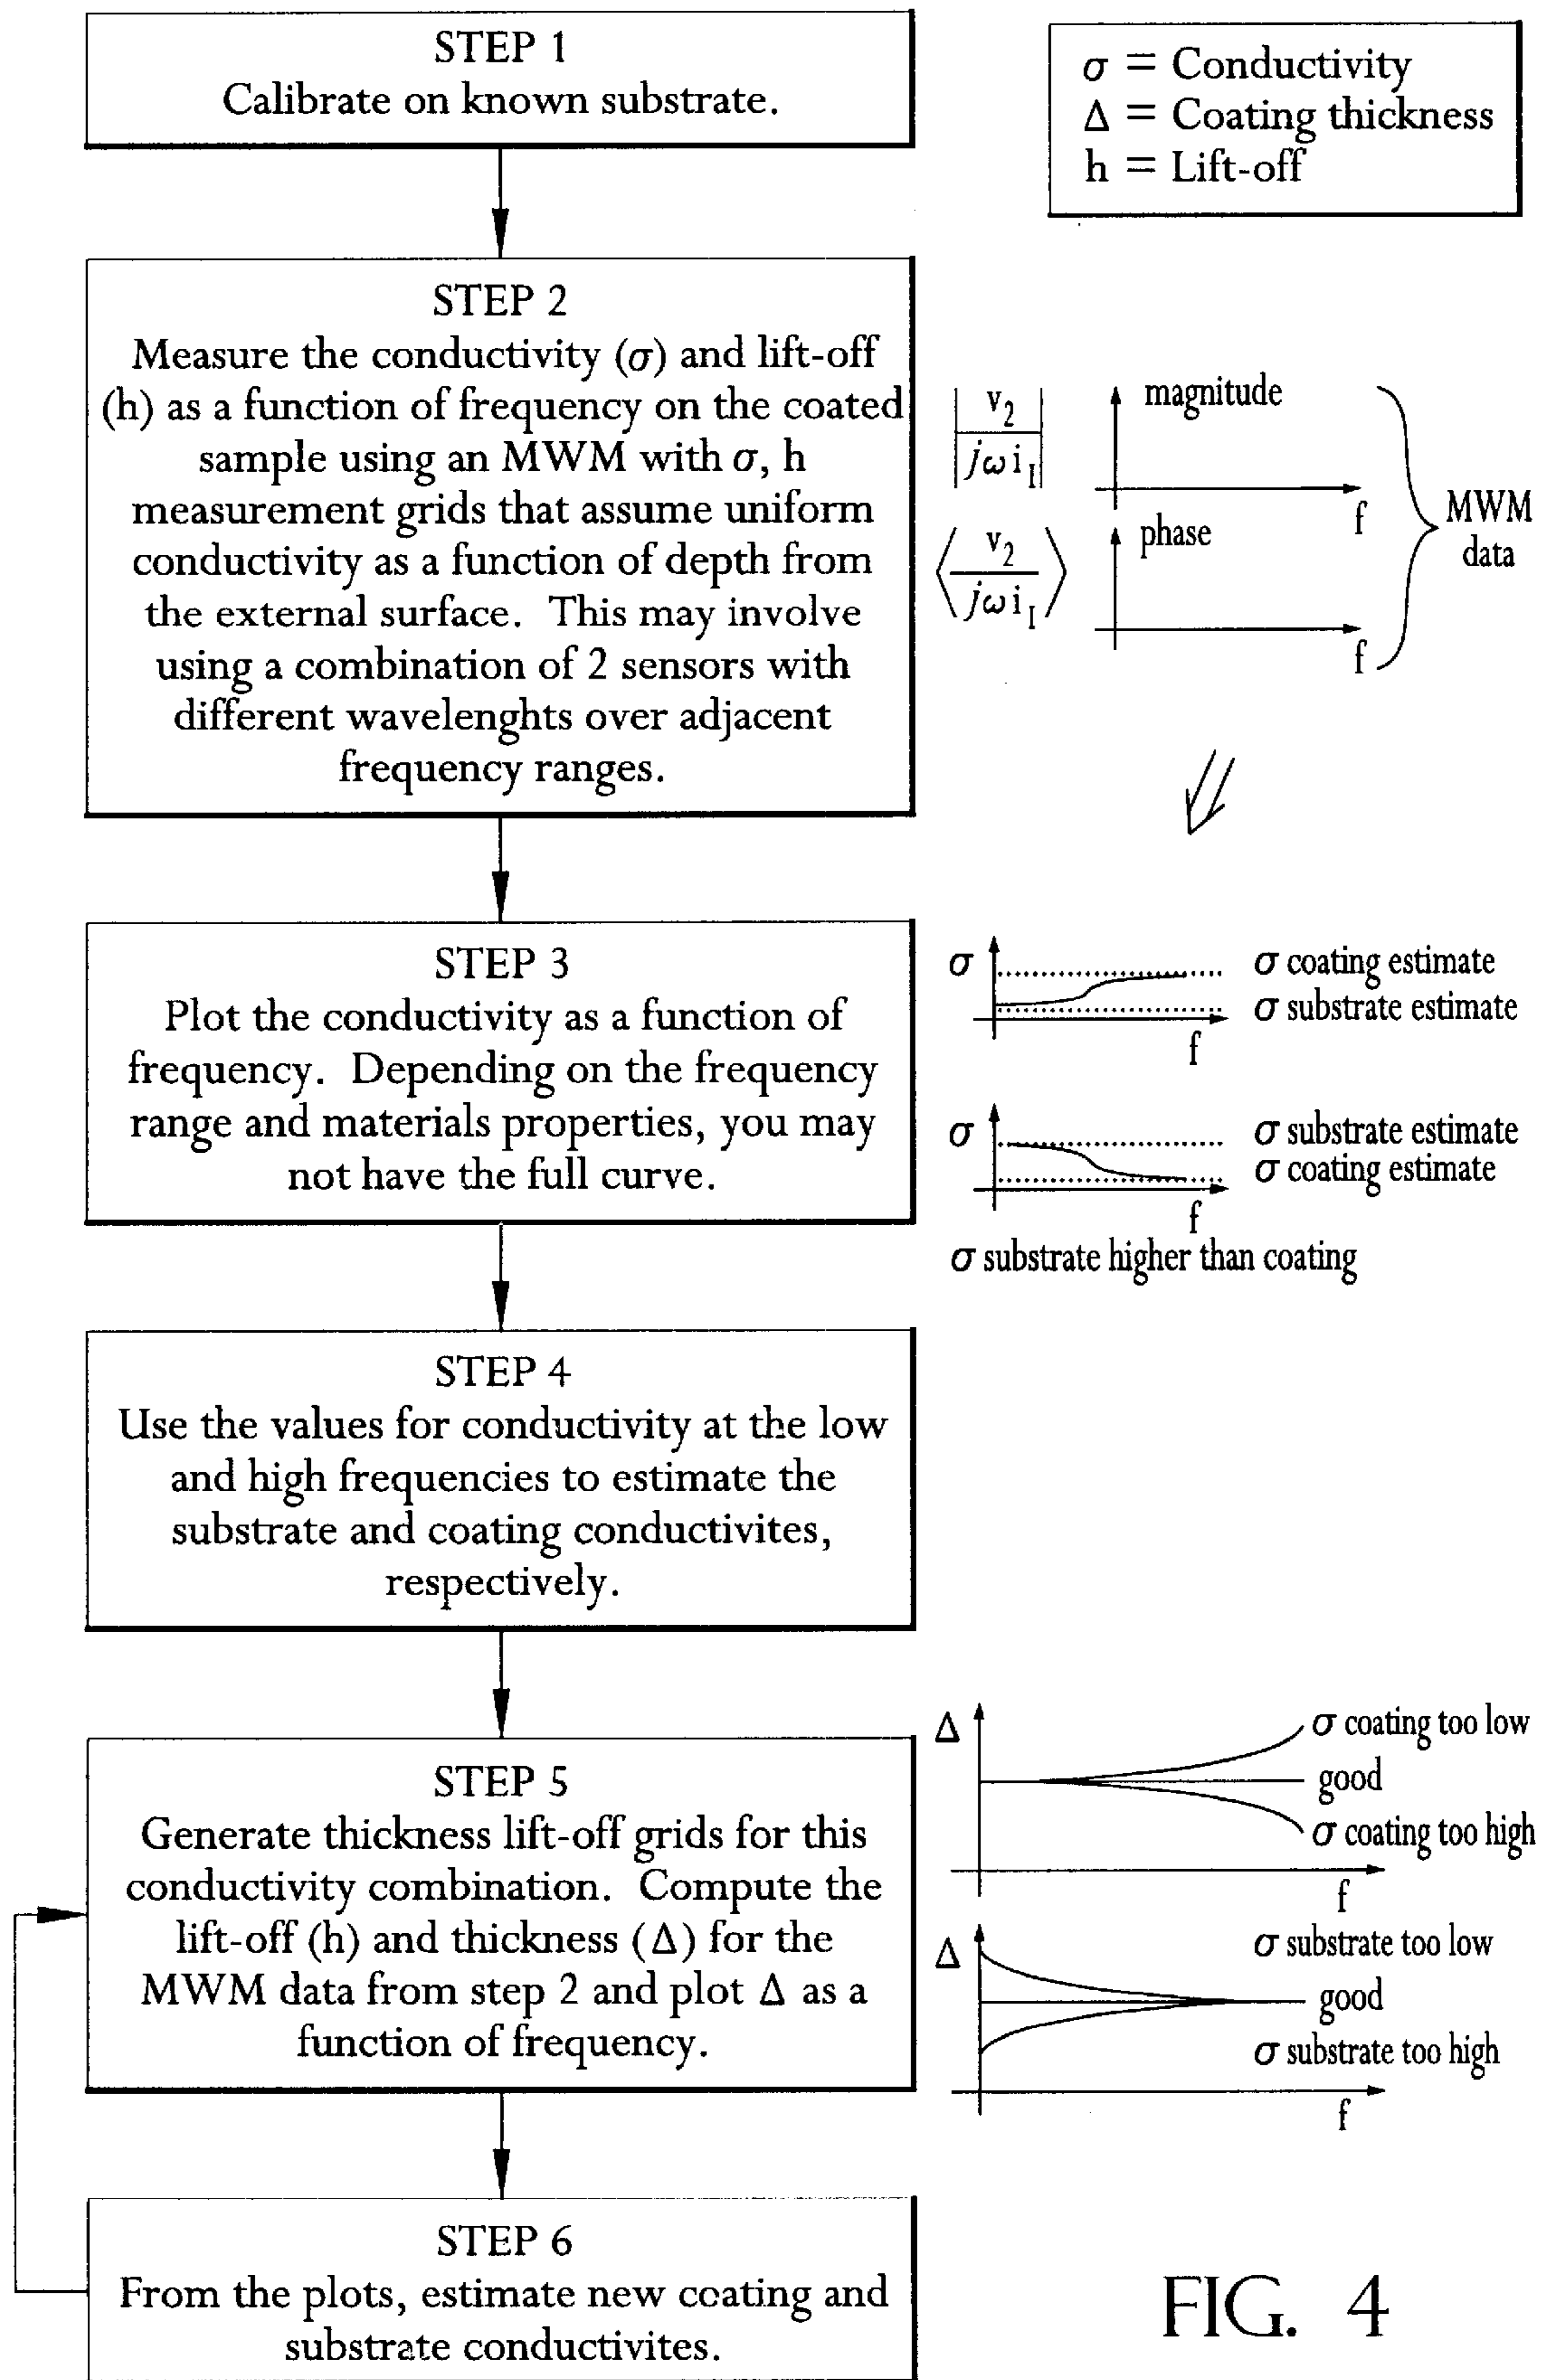 STEP 1
Calibrate on known substrate.
σ = Conductivity
Δ = Coating thickness
h = Lift-off
STEP 2
Measure the conductivity (σ) and lift-off
(h) as a function of frequency on the coated
sample using an MWM with σ, h
measurement grids that assume uniform
conductivity as a function of depth from
the external surface. This may involve
using a combination of 2 sensors with
different wavelenghts over adjacent
frequency ranges.
|v₂ / jω i₁|
magnitude
f
⟨v₂ / jω i₁⟩
phase
f
MWM
data
STEP 3
Plot the conductivity as a function of
frequency. Depending on the frequency
range and materials properties, you may
not have the full curve.
σ
σ coating estimate
σ substrate estimate
f
σ
σ substrate estimate
σ coating estimate
f
σ substrate higher than coating
STEP 4
Use the values for conductivity at the low
and high frequencies to estimate the
substrate and coating conductivites,
respectively.
STEP 5
Generate thickness lift-off grids for this
conductivity combination. Compute the
lift-off (h) and thickness (Δ) for the
MWM data from step 2 and plot Δ as a
function of frequency.
Δ
σ coating too low
good
σ coating too high
f
Δ
σ substrate too low
good
σ substrate too high
f
STEP 6
From the plots, estimate new coating and
substrate conductivites.
FIG. 4